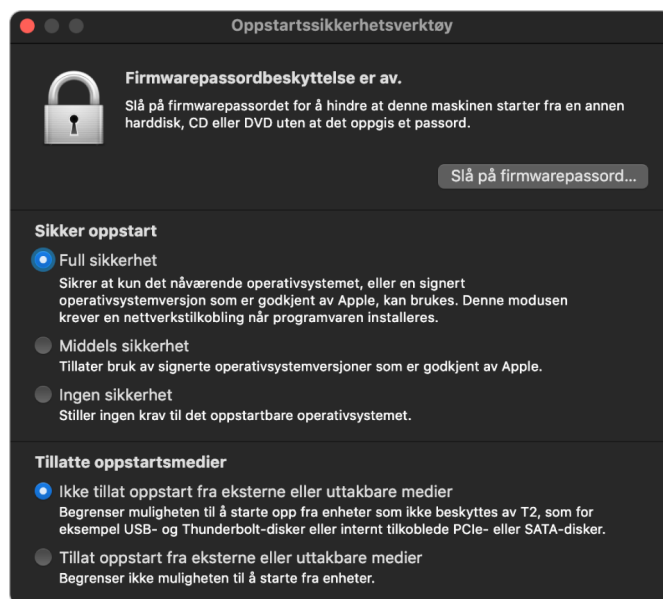 Oppstartssikkerhetsverktøy
Firmwarepassordbeskyttelse er av.
Slå på firmwarepassordet for å hindre at denne maskinen starter fra en annen
harddisk, CD eller DVD uten at det oppgis et passord.
Slå på firmwarepassord...
Sikker oppstart
Full sikkerhet
Sikrer at kun det nåværende operativsystemet, eller en signert
operativsystemversjon som er godkjent av Apple, kan brukes. Denne modusen
krever en nettverkstilkobling når programvaren installeres.
Middels sikkerhet
Tillater bruk av signerte operativsystemversjoner som er godkjent av Apple.
Ingen sikkerhet
Stiller ingen krav til det oppstartbare operativsystemet.
Tillatte oppstartsmedier
Ikke tillat oppstart fra eksterne eller uttakbare medier
Begrenser muligheten til å starte opp fra enheter som ikke beskyttes av T2, som for
eksempel USB- og Thunderbolt-disker eller internt tilkoblede PCIe- eller SATA-disker.
Tillat oppstart fra eksterne eller uttakbare medier
Begrenser ikke muligheten til å starte fra enheter.